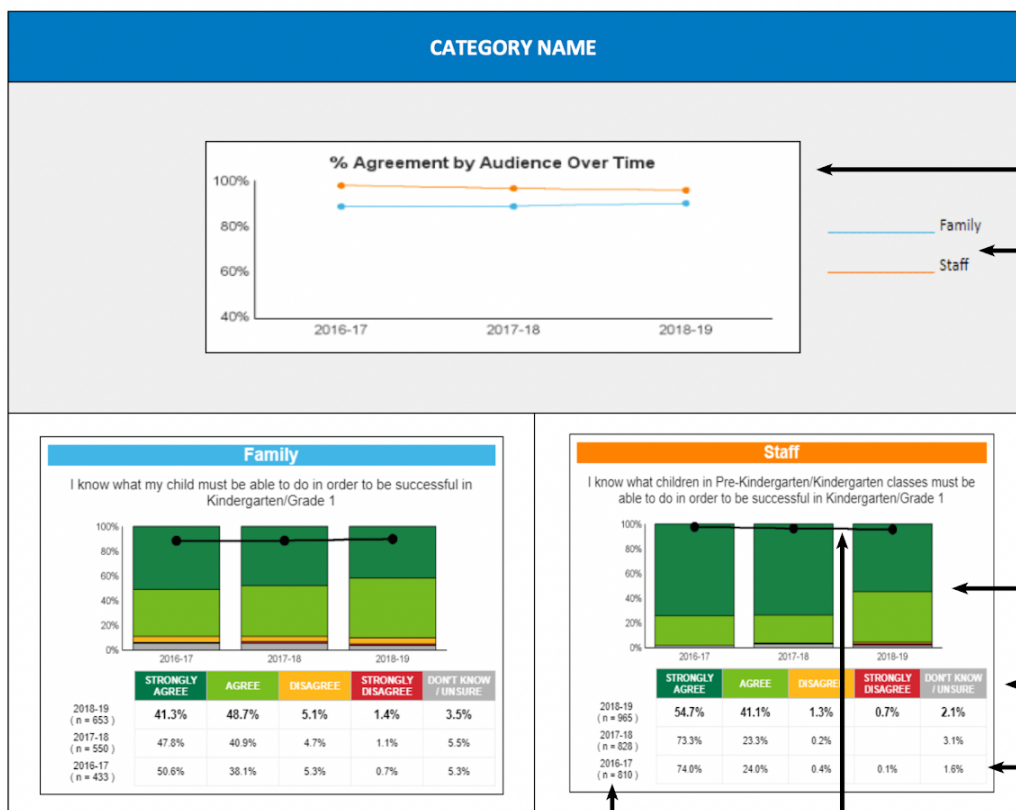 CATEGORY NAME
% Agreement by Audience Over Time
100%
80%
60%
40%
2016-17 2017-18 2018-19
Family
Staff
Family
I know what my child must be able to do in order to be successful in
Kindergarten/Grade 1
100%
80%
60%
40%
20%
0%
2016-17 2017-18 2018-19
STRONGLY AGREE AGREE DISAGREE STRONGLY DISAGREE DON'T KNOW / UNSURE
2018-19
( n = 653 ) 41.3% 48.7% 5.1% 1.4% 3.5%
2017-18
( n = 550 ) 47.8% 40.9% 4.7% 1.1% 5.5%
2016-17
( n = 433 ) 50.6% 38.1% 5.3% 0.7% 5.3%
Staff
I know what children in Pre-Kindergarten/Kindergarten classes must be
able to do in order to be successful in Kindergarten/Grade 1
100%
80%
60%
40%
20%
0%
2016-17 2017-18 2018-19
STRONGLY AGREE AGREE DISAGREE STRONGLY DISAGREE DON'T KNOW / UNSURE
2018-19
( n = 965 ) 54.7% 41.1% 1.3% 0.7% 2.1%
2017-18
( n = 828 ) 73.3% 23.3% 0.2% 3.1%
2016-17
( n = 810 ) 74.0% 24.0% 0.4% 0.1% 1.6%